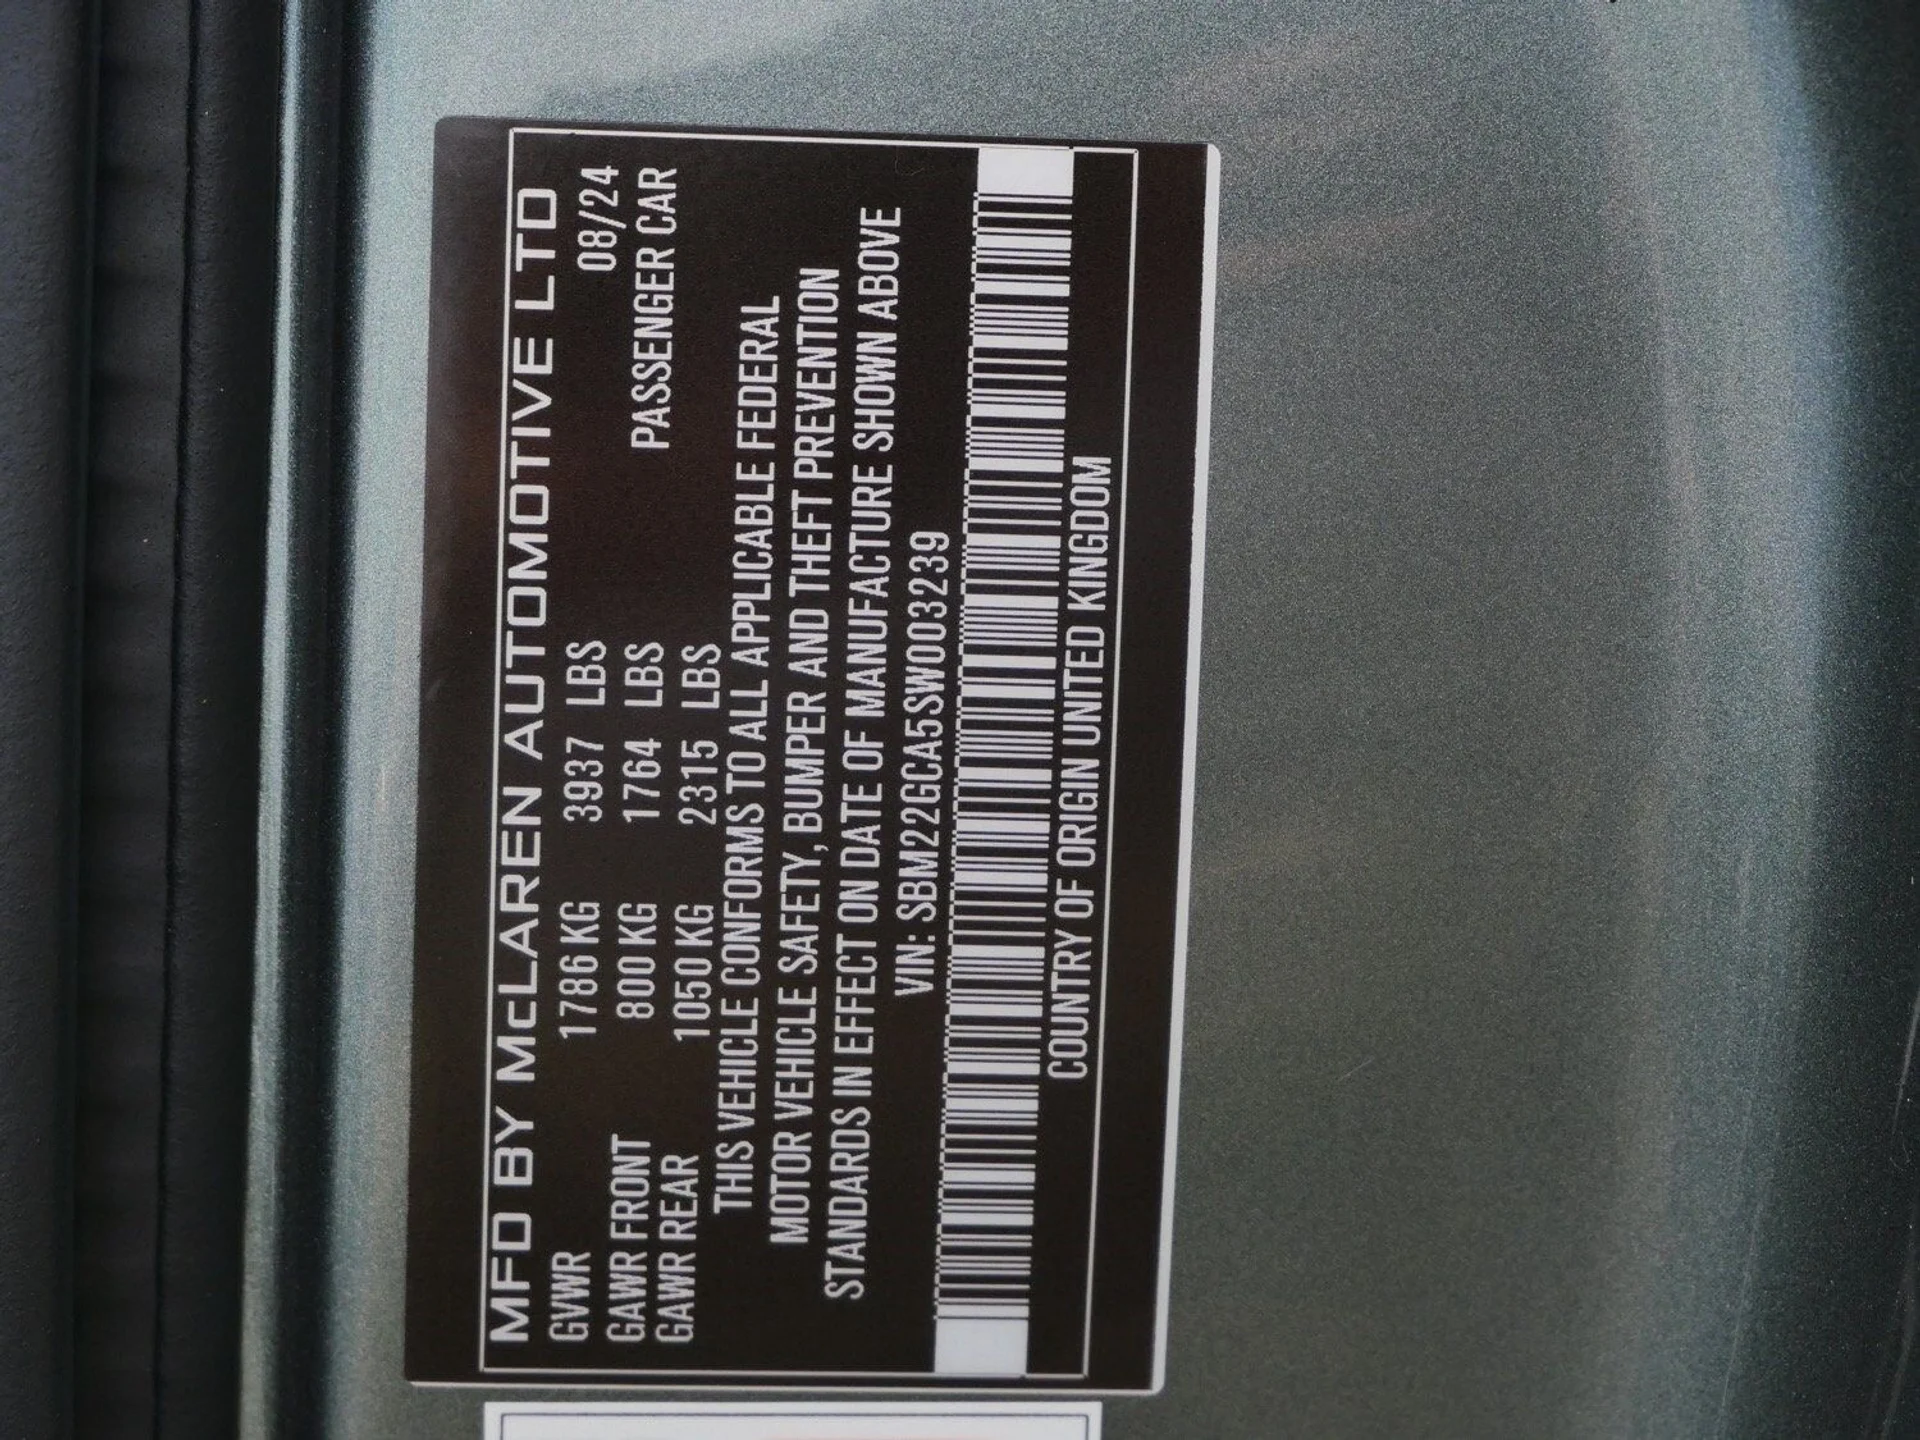 MFD BY McLAREN AUTOMOTIVE LTD
GVWR 1786 KG 3937 LBS 08/24
GAWR FRONT 800 KG 1764 LBS PASSENGER CAR
GAWR REAR 1050 KG 2315 LBS
THIS VEHICLE CONFORMS TO ALL APPLICABLE FEDERAL
MOTOR VEHICLE SAFETY, BUMPER AND THEFT PREVENTION
STANDARDS IN EFFECT ON DATE OF MANUFACTURE SHOWN ABOVE
VIN: SBM22GCA5SW003239
COUNTRY OF ORIGIN UNITED KINGDOM